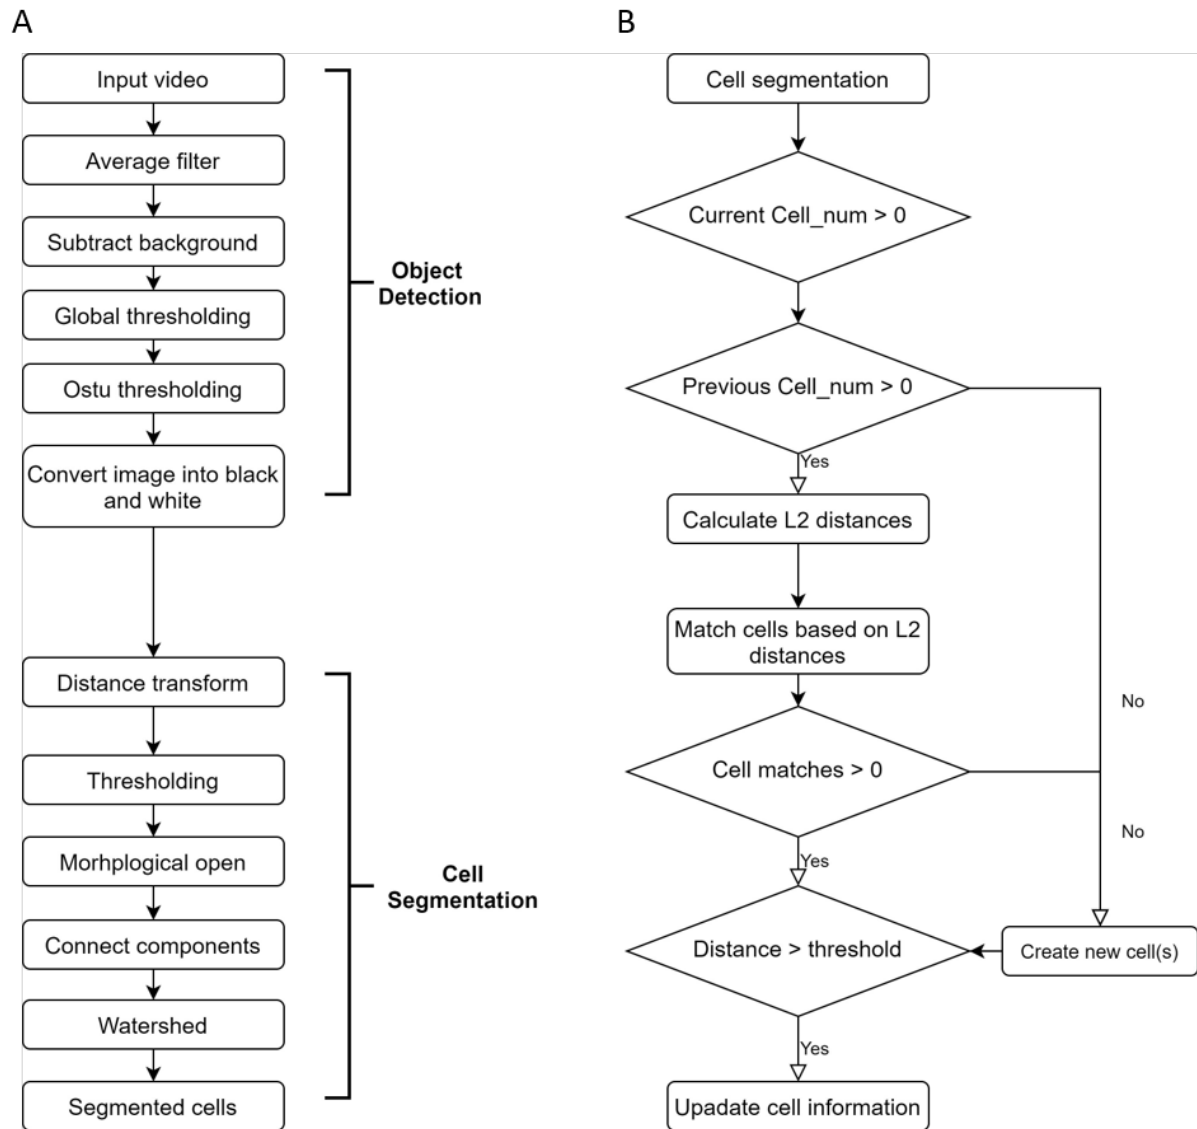 A
Input video
Average filter
Subtract background
Global thresholding
Ostu thresholding
Convert image into black
and white
Object
Detection
Distance transform
Thresholding
Morhplogical open
Connect components
Watershed
Segmented cells
Cell
Segmentation
B
Cell segmentation
Current Cell_num > 0
Previous Cell_num > 0
Yes
Calculate L2 distances
Match cells based on L2
distances
No
Cell matches > 0
No
Yes
Distance > threshold
Create new cell(s)
Yes
Upadate cell information